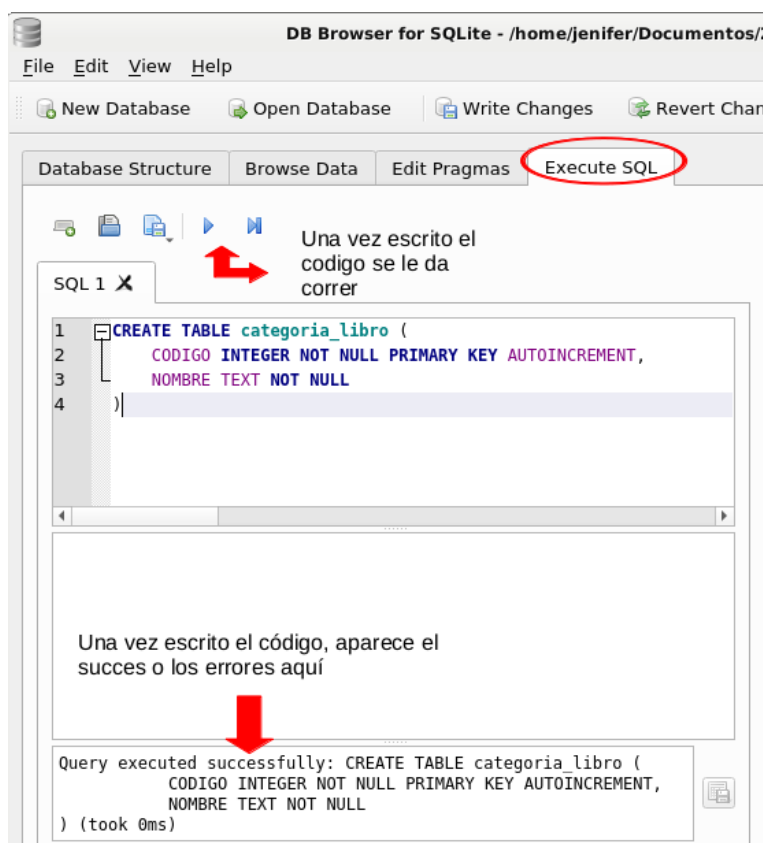 DB Browser for SQLite - /home/jenifer/Documentos/
File Edit View Help
New Database Open Database Write Changes Revert Chan
Database Structure Browse Data Edit Pragmas Execute SQL
Una vez escrito el
codigo se le da
correr
SQL 1
1 CREATE TABLE categoria_libro (
2 CODIGO INTEGER NOT NULL PRIMARY KEY AUTOINCREMENT,
3 NOMBRE TEXT NOT NULL
4 )
Una vez escrito el código, aparece el
succes o los errores aquí
Query executed successfully: CREATE TABLE categoria_libro (
CODIGO INTEGER NOT NULL PRIMARY KEY AUTOINCREMENT,
NOMBRE TEXT NOT NULL
) (took 0ms)